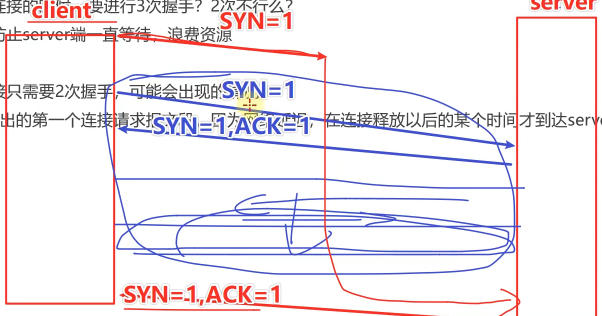 连接的时候，要进行3次握手？2次不行么？
client
server
SYN=1
防止server端一直等待，浪费资源
接只需要2次握手，可能会出现的
SYN=1
出的第一个连接请求报文段，因为网络延迟，在连接释放以后的某个时间才到达serve
SYN=1,ACK=1
SYN=1,ACK=1